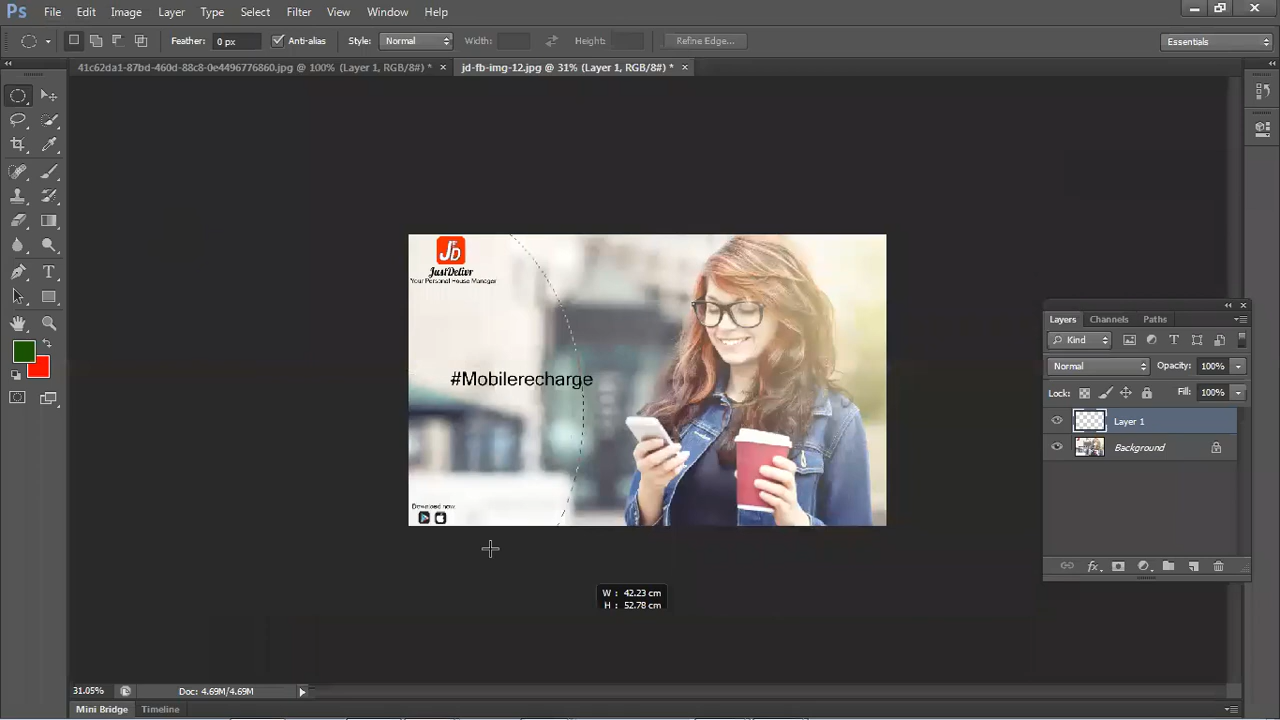 Ps File Edit Image Layer Type Select Filter View Window Help
Feather: 0 px Anti-alias Style: Normal Width: Height: Refine Edge... Essentials
41c62da1-87bd-460d-88c8-0e4496776860.jpg @ 100% (Layer 1, RGB/8#) * × jd-fb-img-12.jpg @ 31% (Layer 1, RGB/8#) * ×
JD
JustDelivr
Your Personal House Manager
#Mobilerecharge
Download now
W : 42.23 cm
H : 52.78 cm
Layers Channels Paths
Kind
Normal Opacity: 100%
Lock: Fill: 100%
Layer 1
Background
fx
31.05% Doc: 4.69M/4.69M
Mini Bridge Timeline